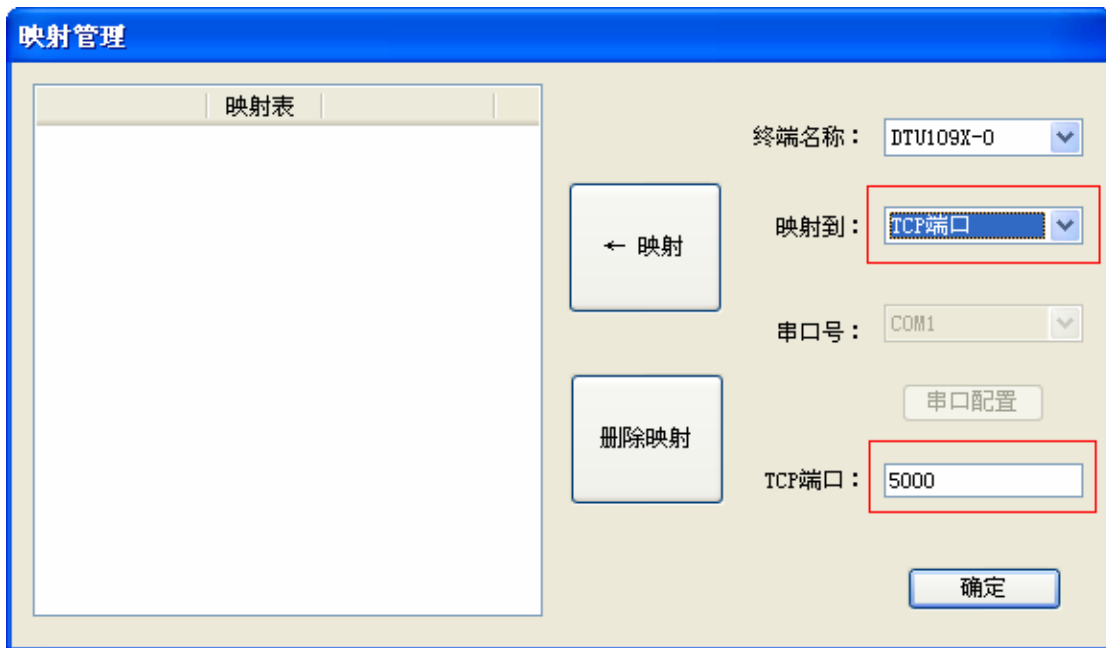 映射管理
映射表
终端名称：
DTU109X-0
← 映射
映射到：
TCP端口
串口号：
COM1
串口配置
删除映射
TCP端口：
5000
确定